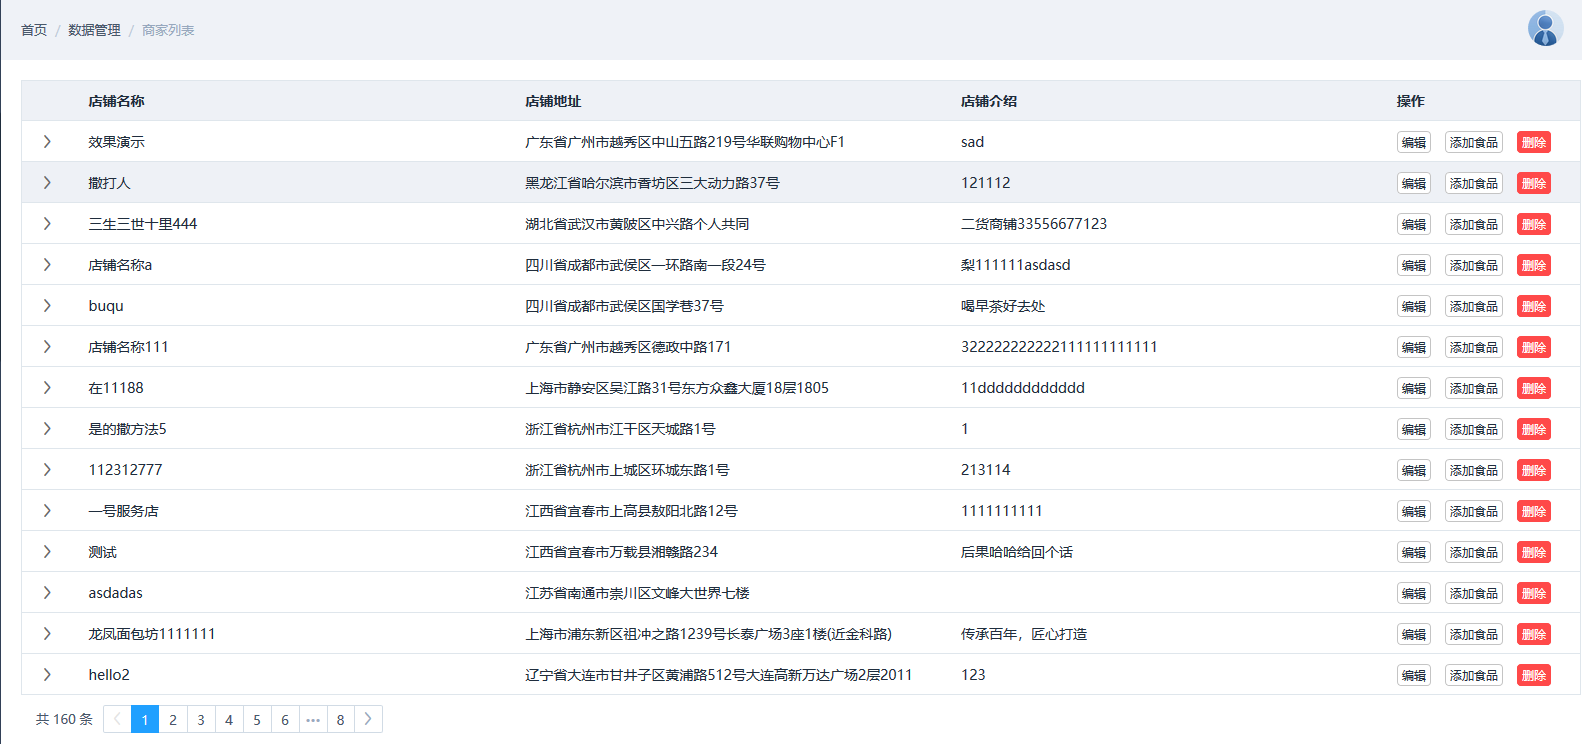 首页 / 数据管理 / 商家列表
店铺名称 店铺地址 店铺介绍 操作
效果演示 广东省广州市越秀区中山五路219号华联购物中心F1 sad 编辑 添加食品 删除
撒打人 黑龙江省哈尔滨市香坊区三大动力路37号 121112 编辑 添加食品 删除
三生三世十里444 湖北省武汉市黄陂区中兴路个人共同 二货商铺33556677123 编辑 添加食品 删除
店铺名称a 四川省成都市武侯区一环路南一段24号 梨111111asdasd 编辑 添加食品 删除
buqu 四川省成都市武侯区国学巷37号 喝早茶好去处 编辑 添加食品 删除
店铺名称111 广东省广州市越秀区德政中路171 322222222222111111111111 编辑 添加食品 删除
在11188 上海市静安区吴江路31号东方众鑫大厦18层1805 11dddddddddddd 编辑 添加食品 删除
是的撒方法5 浙江省杭州市江干区天城路1号 1 编辑 添加食品 删除
112312777 浙江省杭州市上城区环城东路1号 213114 编辑 添加食品 删除
一号服务店 江西省宜春市上高县敖阳北路12号 1111111111 编辑 添加食品 删除
测试 江西省宜春市万载县湘赣路234 后果哈哈给回个话 编辑 添加食品 删除
asdadas 江苏省南通市崇川区文峰大世界七楼 编辑 添加食品 删除
龙凤面包坊1111111 上海市浦东新区祖冲之路1239号长泰广场3座1楼(近金科路) 传承百年，匠心打造 编辑 添加食品 删除
hello2 辽宁省大连市甘井子区黄浦路512号大连高新万达广场2层2011 123 编辑 添加食品 删除
共 160 条 1 2 3 4 5 6 ••• 8